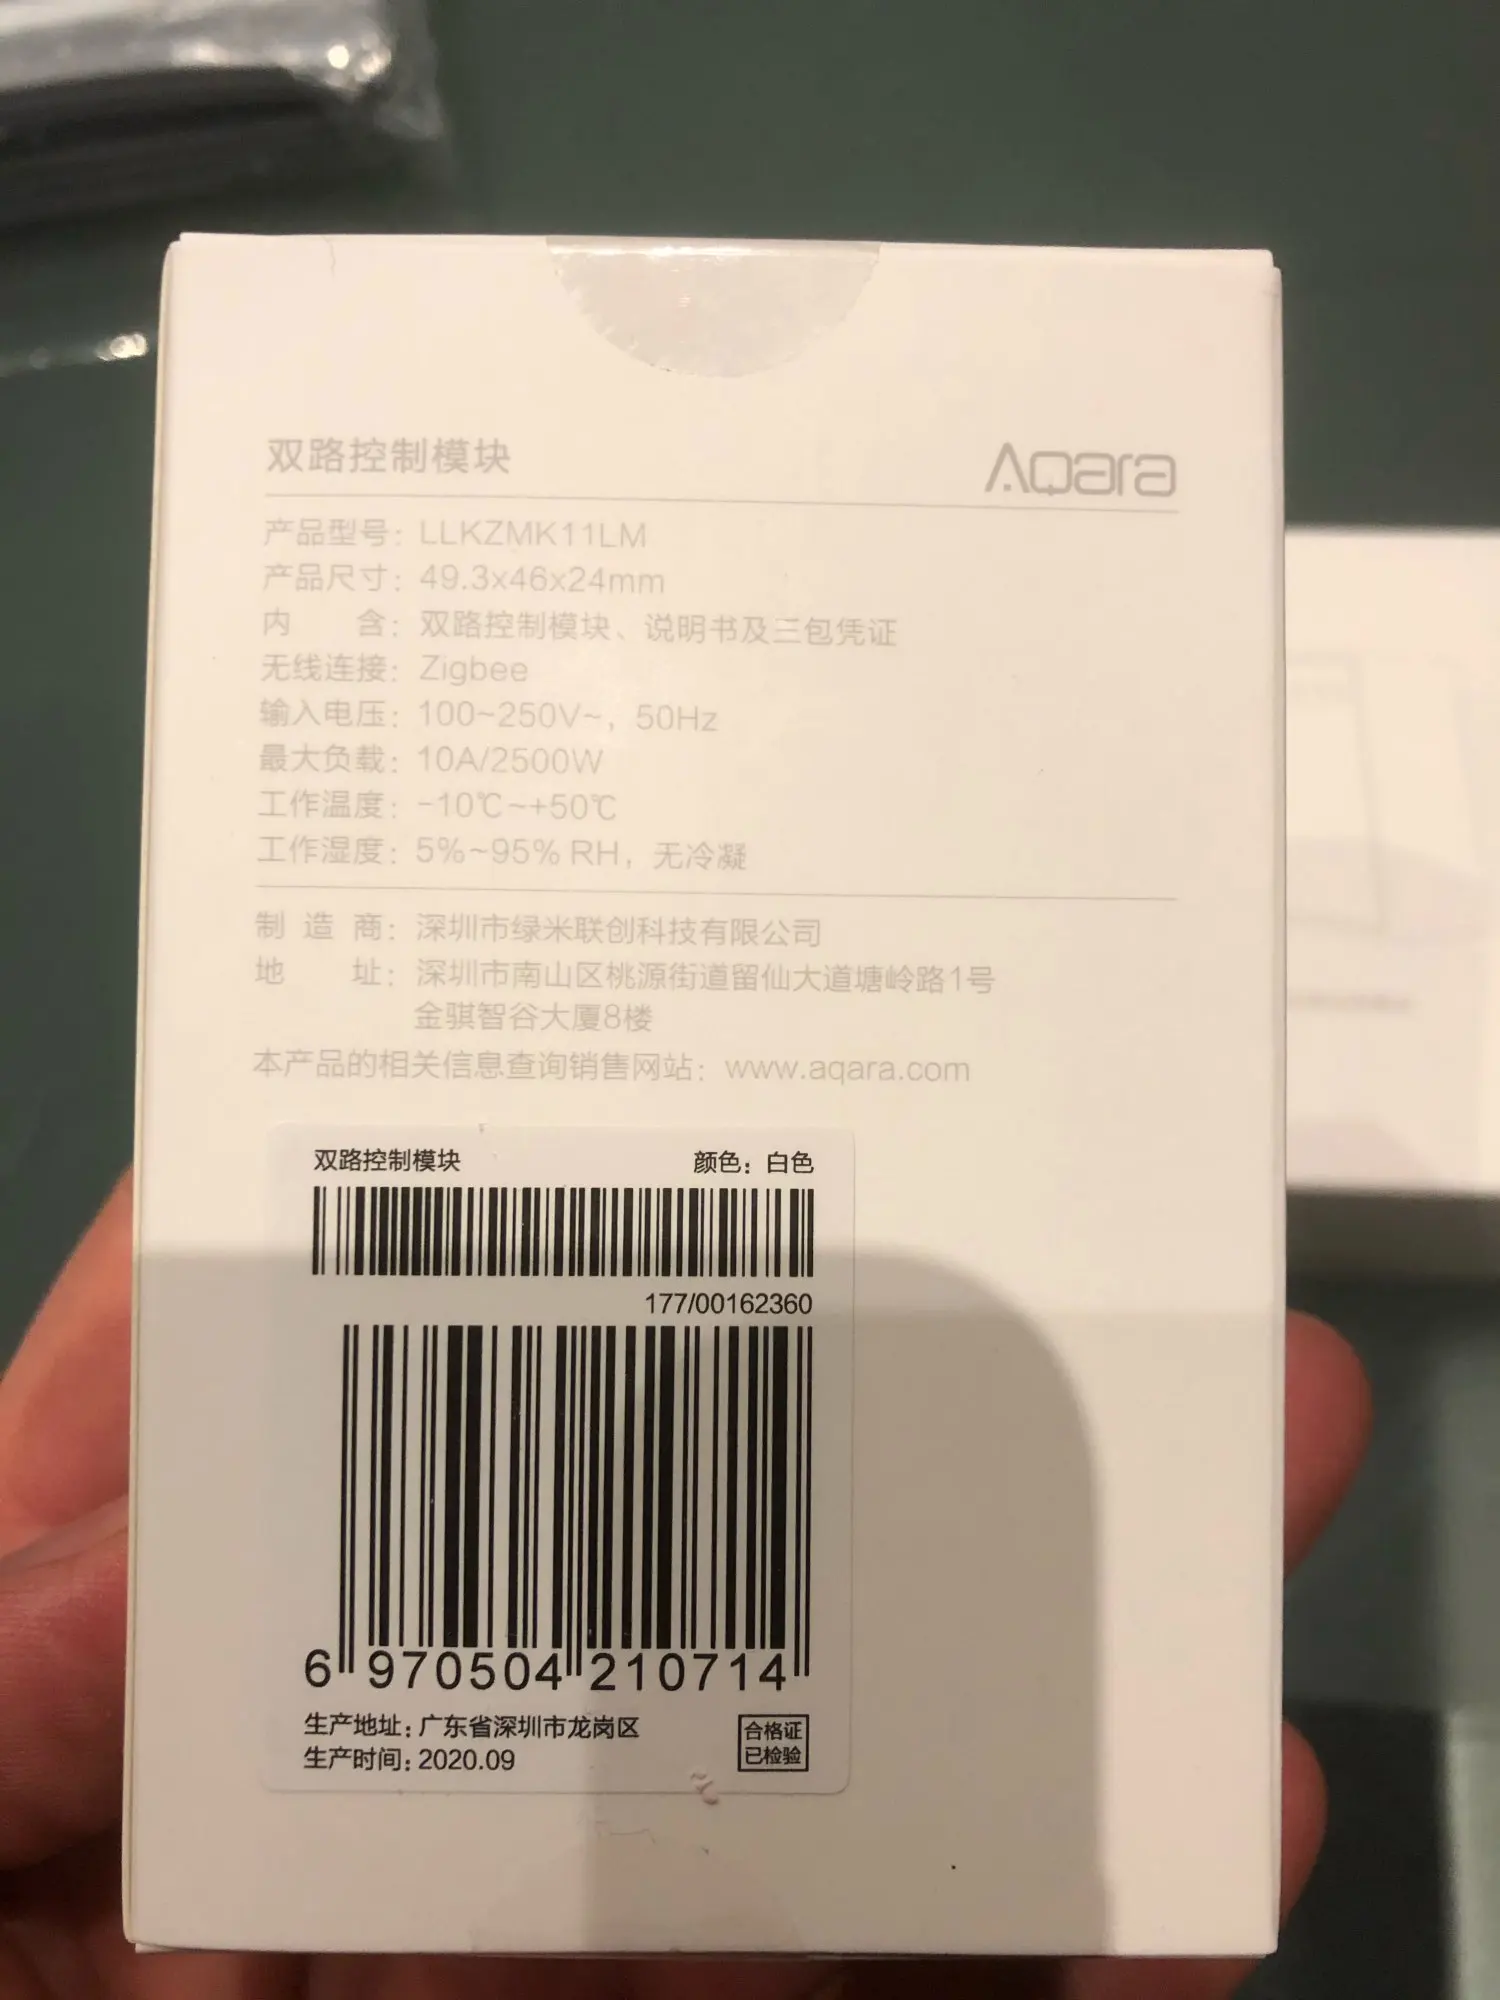 双路控制模块
Aqara
产品型号：LLKZMK11LM
产品尺寸：49.3x46x24mm
内 含：双路控制模块、说明书及三包凭证
无线连接：Zigbee
输入电压：100~250V~，50Hz
最大负载：10A/2500W
工作温度：-10℃~+50℃
工作湿度：5%~95% RH，无冷凝
制 造 商：深圳市绿米联创科技有限公司
地 址：深圳市南山区桃源街道留仙大道塘岭路1号
金骐智谷大厦8楼
本产品的相关信息查询销售网站：www.aqara.com
双路控制模块 颜色：白色
177/00162360
6 970504 210714
生产地址：广东省深圳市龙岗区
生产时间：2020.09
合格证
已检验